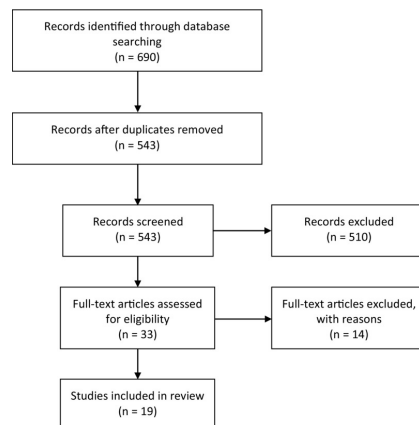 Records identified through database
searching
(n = 690)
Records after duplicates removed
(n = 543)
Records screened
(n = 543)
Records excluded
(n = 510)
Full-text articles assessed
for eligibility
(n = 33)
Full-text articles excluded,
with reasons
(n = 14)
Studies included in review
(n = 19)